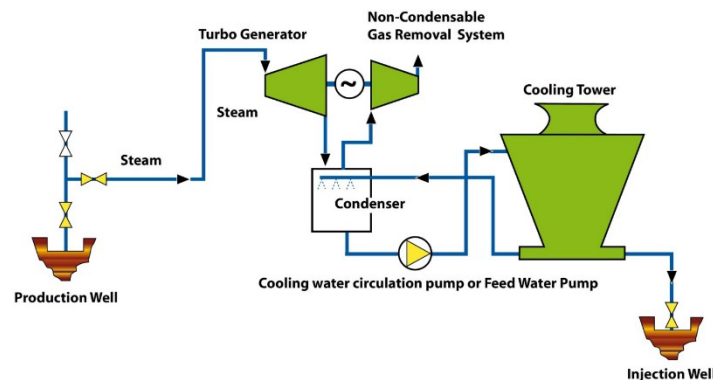 Non-Condensable
Gas Removal System
Turbo Generator
~
Cooling Tower
Steam
Steam
Condenser
Cooling water circulation pump or Feed Water Pump
Production Well
Injection Well